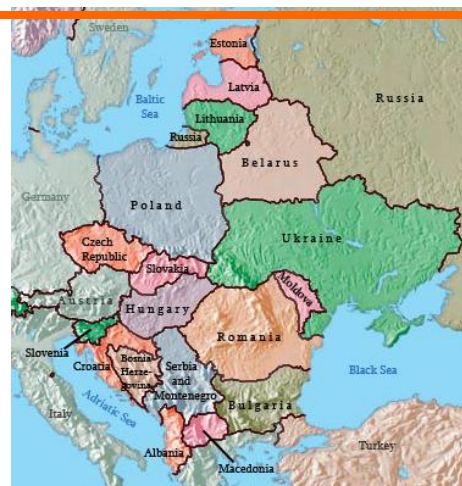 Sweden
Estonia
Latvia
Baltic
Sea
Russia
Lithuania
Russia
Belarus
Germany
Poland
Ukraine
Czech
Republic
Slovakia
Moldova
Austria
Hungary
Romania
Slovenia
Croatia
Bosnia
Herze-
govina
Serbia
and
Montenegro
Black Sea
Italy
Adriatic Sea
Bulgaria
Turkey
Albania
Macedonia